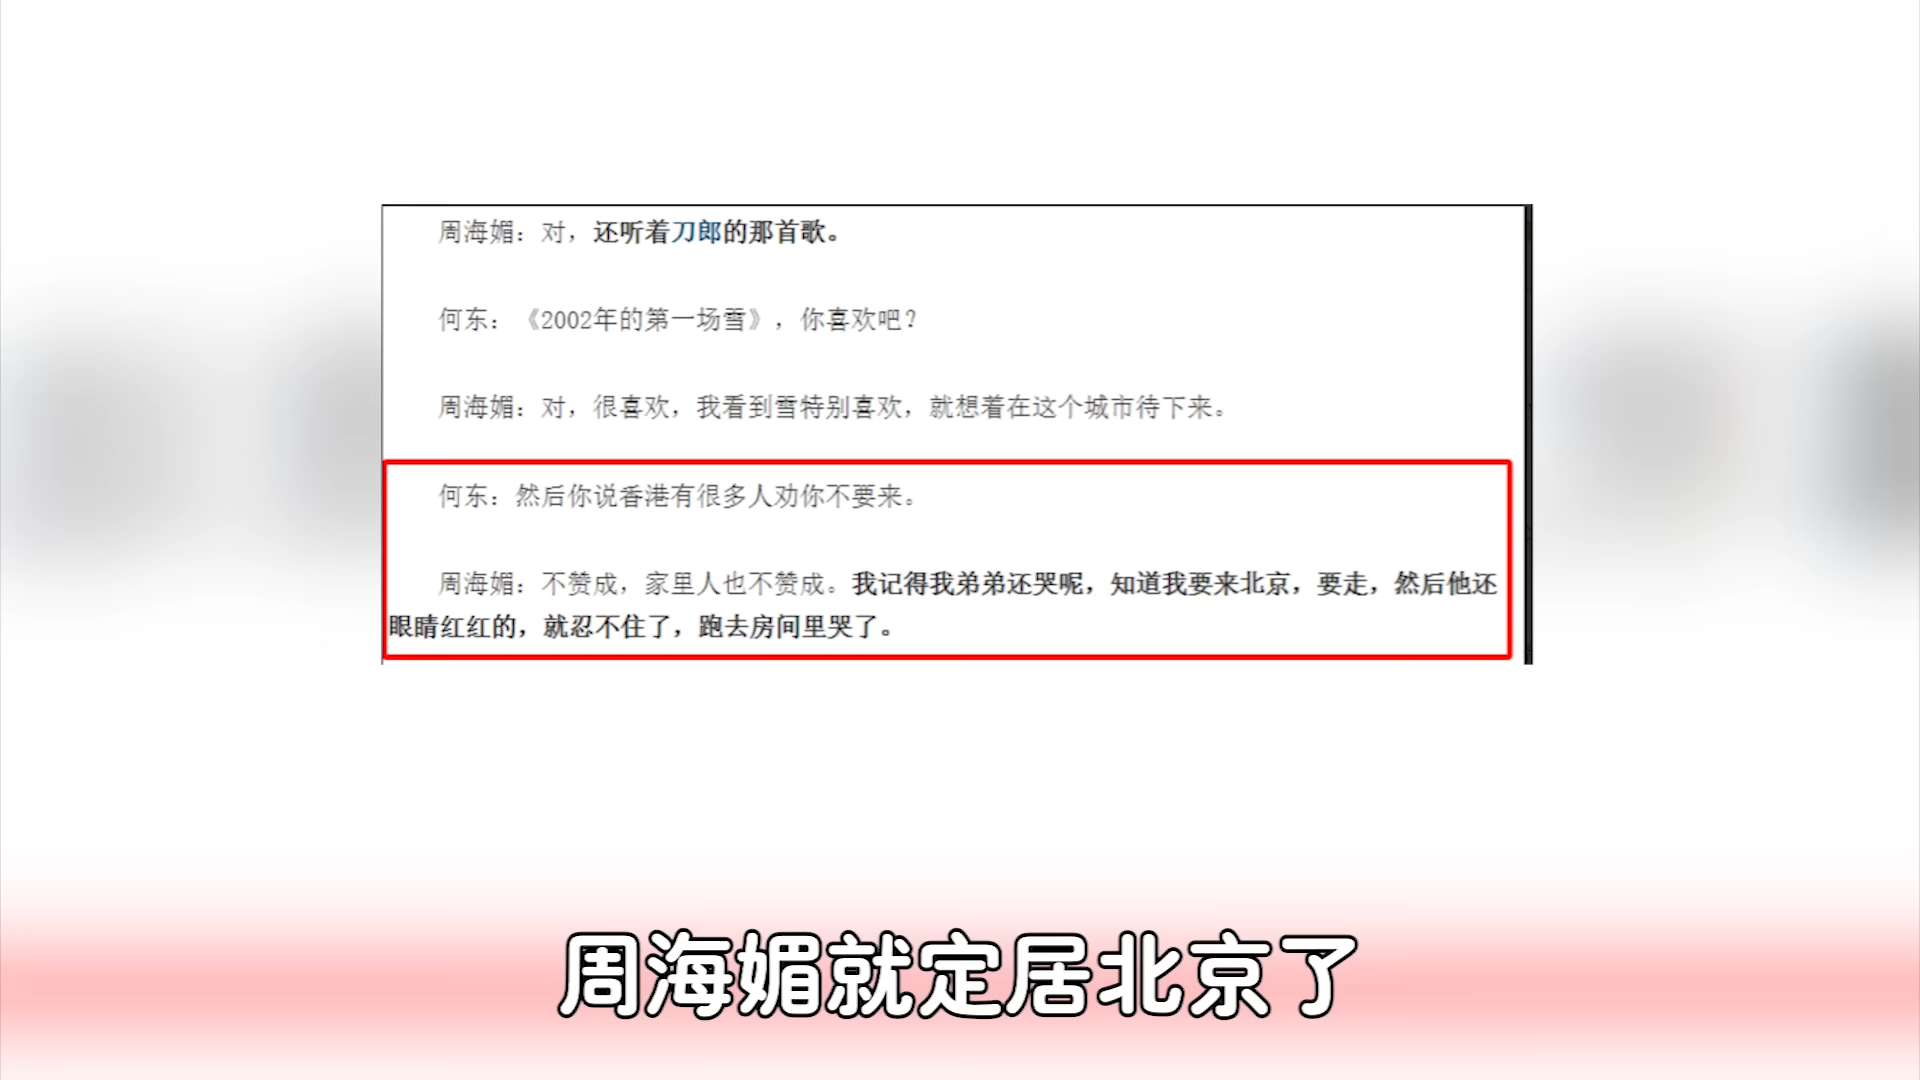 周海媚：对，还听着刀郎的那首歌。
何东：《2002年的第一场雪》，你喜欢吧？
周海媚：对，很喜欢，我看到雪特别喜欢，就想着在这个城市待下来。
何东：然后你说香港有很多人劝你不要来。
周海媚：不赞成，家里人也不赞成。我记得我弟弟还哭呢，知道我要来北京，要走，然后他还
眼睛红红的，就忍不住了，跑去房间里哭了。
周海媚就定居北京了